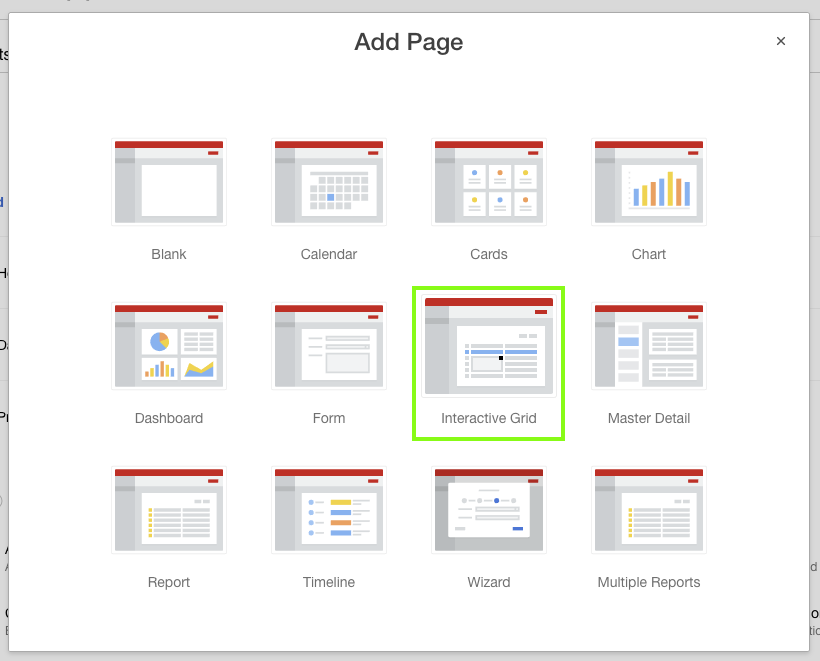 Add Page
×
Blank
Calendar
Cards
Chart
Dashboard
Form
Interactive Grid
Master Detail
Report
Timeline
Wizard
Multiple Reports